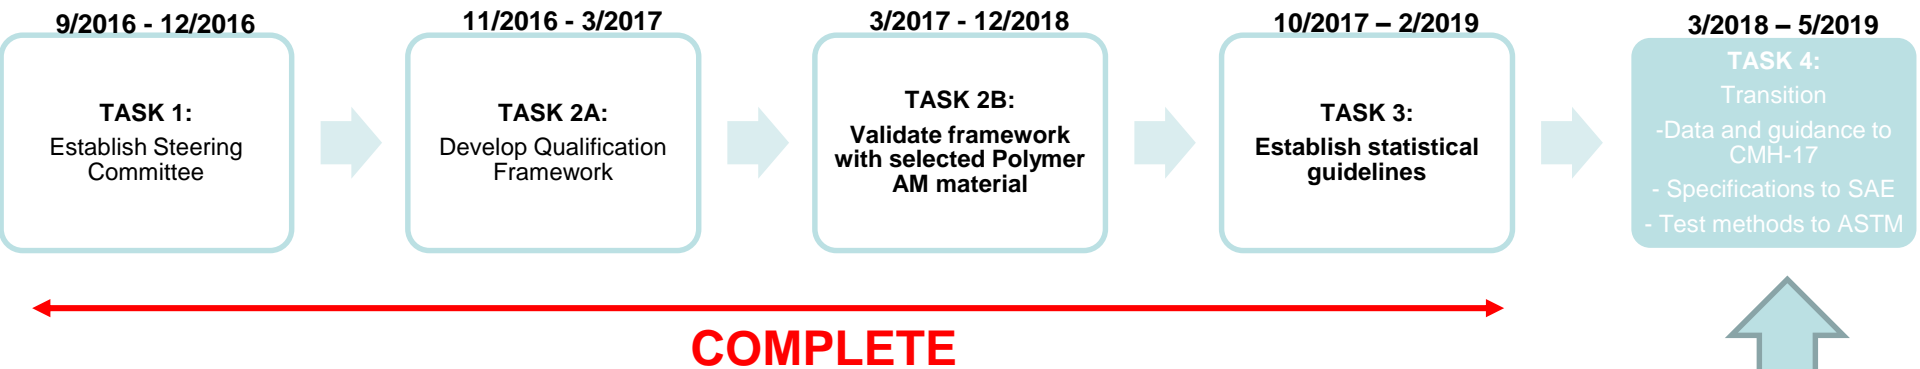 9/2016 - 12/2016
TASK 1:
Establish Steering
Committee
11/2016 - 3/2017
TASK 2A:
Develop Qualification
Framework
3/2017 - 12/2018
TASK 2B:
Validate framework
with selected Polymer
AM material
10/2017 – 2/2019
TASK 3:
Establish statistical
guidelines
3/2018 – 5/2019
TASK 4:
Transition
-Data and guidance to
CMH-17
- Specifications to SAE
- Test methods to ASTM
COMPLETE